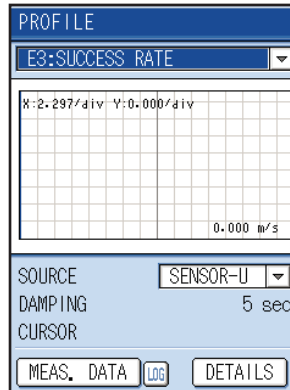 PROFILE
E3:SUCCESS RATE
X:2.297/div Y:0.000/div
0.000 m/s
SOURCE SENSOR-U
DAMPING 5 sec
CURSOR
MEAS. DATA LOG DETAILS